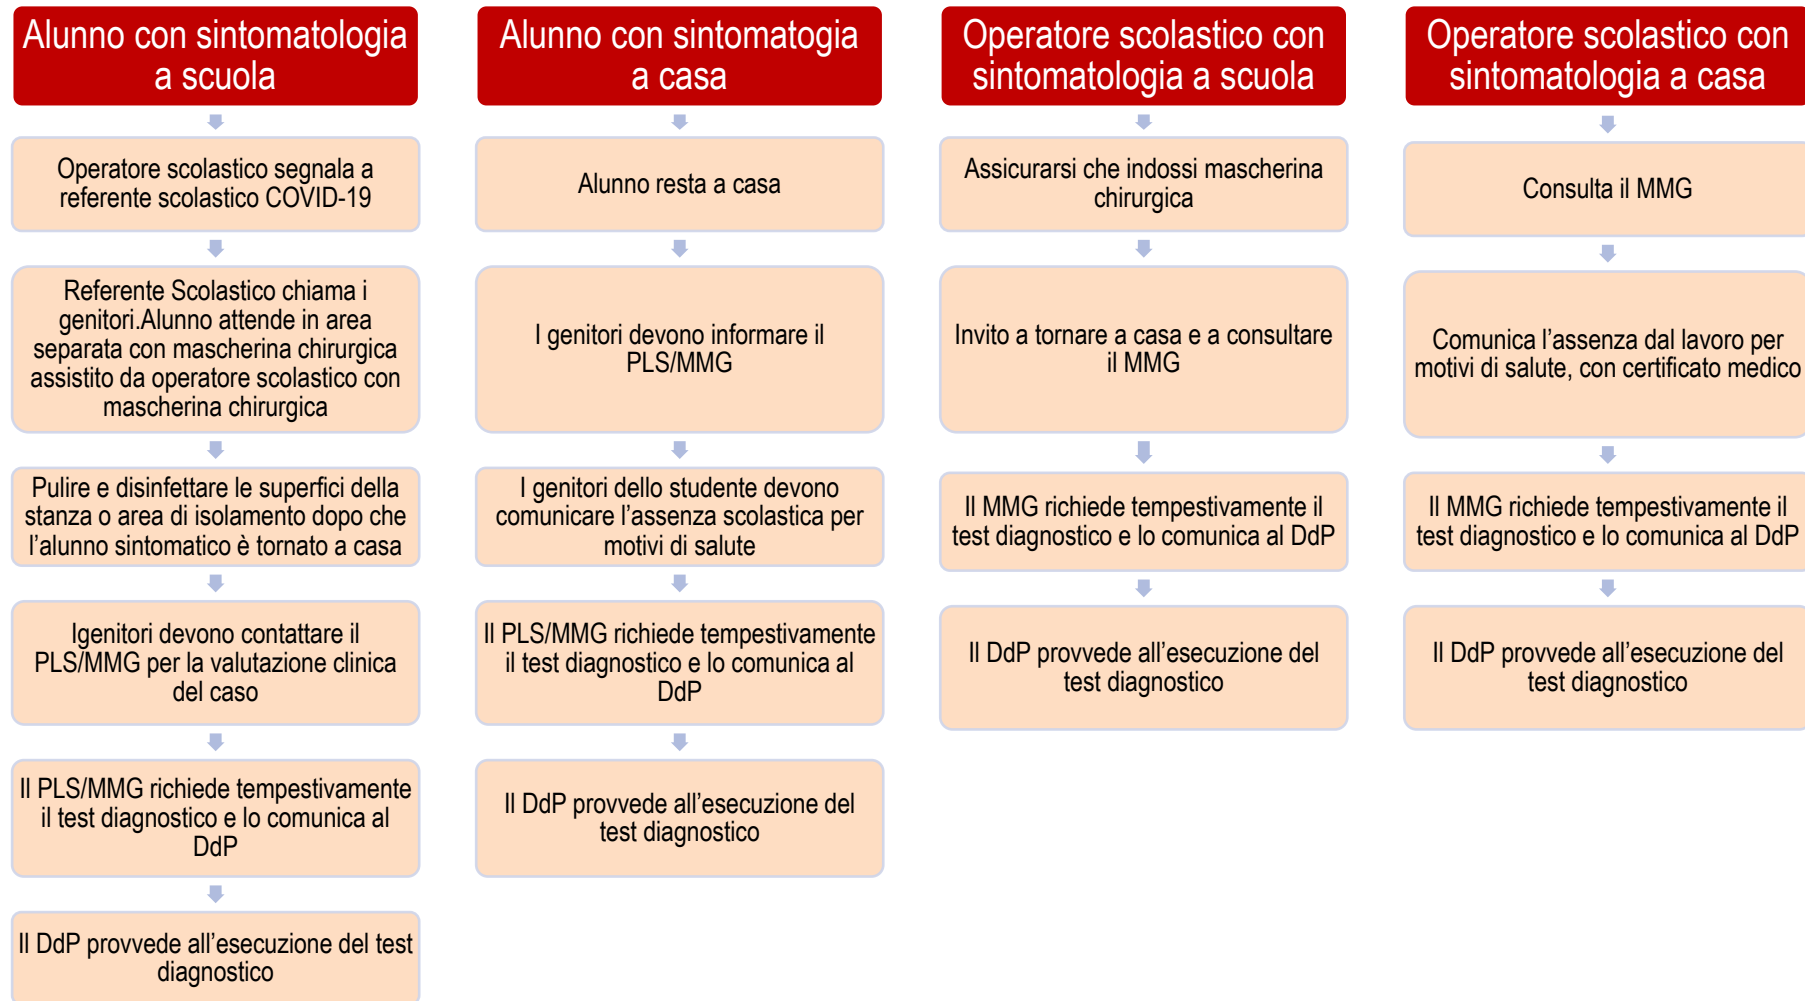 Alunno con sintomatologia
a scuola
Operatore scolastico segnala a
referente scolastico COVID-19
Referente Scolastico chiama i
genitori.Alunno attende in area
separata con mascherina chirurgica
assistito da operatore scolastico con
mascherina chirurgica
Pulire e disinfettare le superfici della
stanza o area di isolamento dopo che
l’alunno sintomatico è tornato a casa
Igenitori devono contattare il
PLS/MMG per la valutazione clinica
del caso
Il PLS/MMG richiede tempestivamente
il test diagnostico e lo comunica al
DdP
Il DdP provvede all’esecuzione del test
diagnostico
Alunno con sintomatogia
a casa
Alunno resta a casa
I genitori devono informare il
PLS/MMG
I genitori dello studente devono
comunicare l’assenza scolastica per
motivi di salute
Il PLS/MMG richiede tempestivamente
il test diagnostico e lo comunica al
DdP
Il DdP provvede all’esecuzione del
test diagnostico
Operatore scolastico con
sintomatologia a scuola
Assicurarsi che indossi mascherina
chirurgica
Invito a tornare a casa e a consultare
il MMG
Il MMG richiede tempestivamente il
test diagnostico e lo comunica al DdP
Il DdP provvede all’esecuzione del
test diagnostico
Operatore scolastico con
sintomatologia a casa
Consulta il MMG
Comunica l’assenza dal lavoro per
motivi di salute, con certificato medico
Il MMG richiede tempestivamente il
test diagnostico e lo comunica al DdP
Il DdP provvede all’esecuzione del
test diagnostico